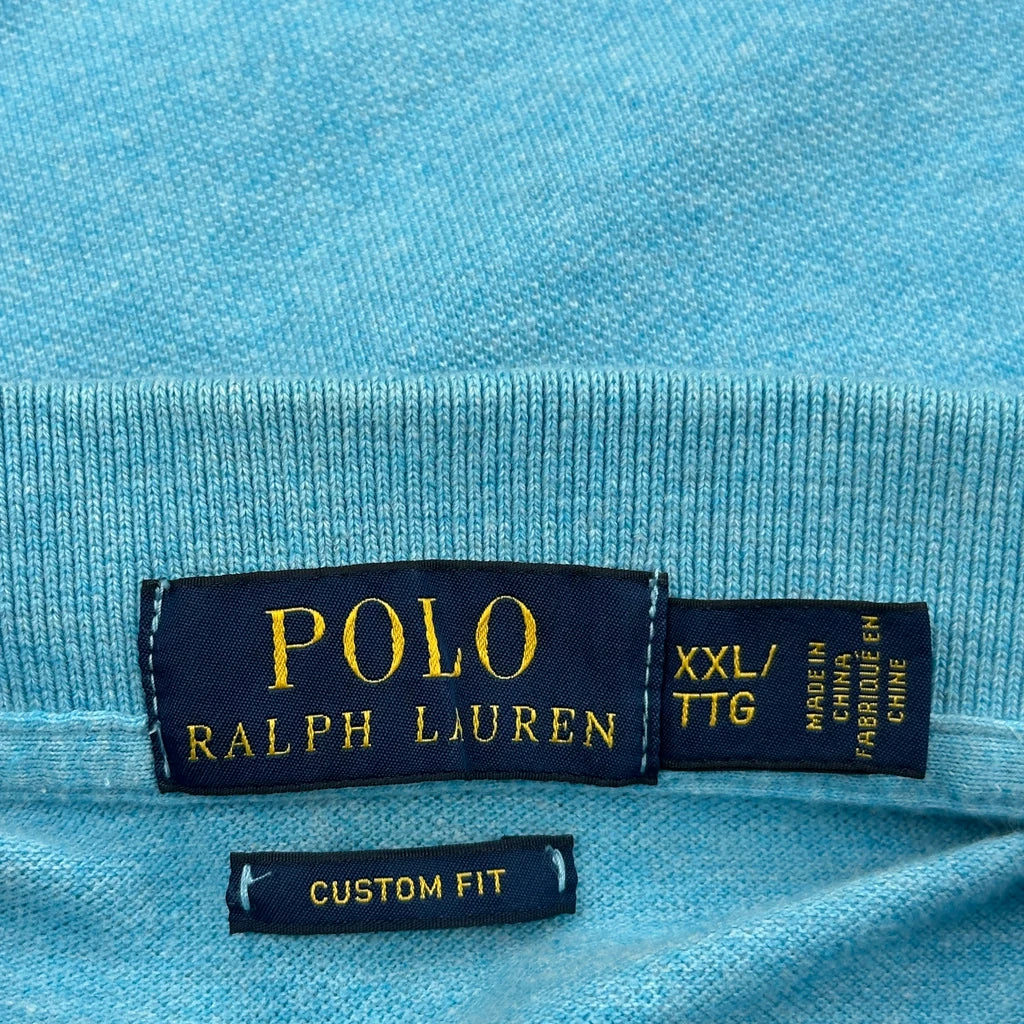 POLO
RALPH LAUREN
XXL/
TTG
MADE IN
CHINA
FABRIQUÉ EN
CHINE
CUSTOM FIT